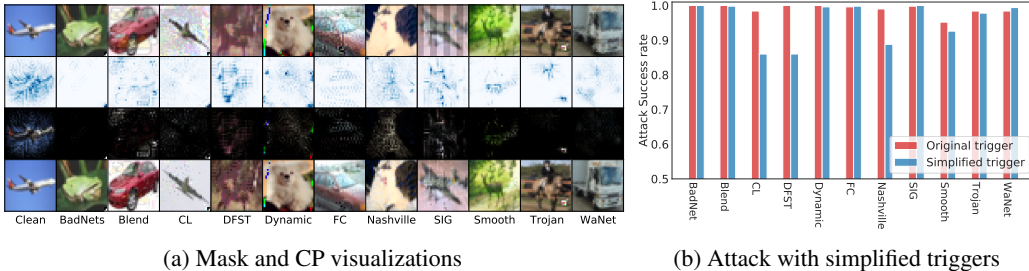 Clean BadNets Blend CL DFST Dynamic FC Nashville SIG Smooth Trojan WaNet
(a) Mask and CP visualizations
Attack Success rate
1.0
0.9
0.8
0.7
0.6
0.5
Original trigger
Simplified trigger
BadNet
Blend
CL
DFST
Dynamic
FC
Nashville
SIG
Smooth
Trojan
WaNet
(b) Attack with simplified triggers